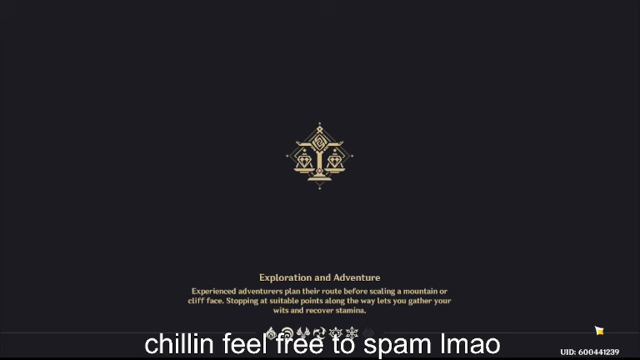 Exploration and Adventure
Experienced adventurers plan their route before scaling a mountain or
cliff face. Stopping at suitable points along the way lets you gather your
wits and recover stamina.
chillin feel free to spam lmao
UID: 600441239